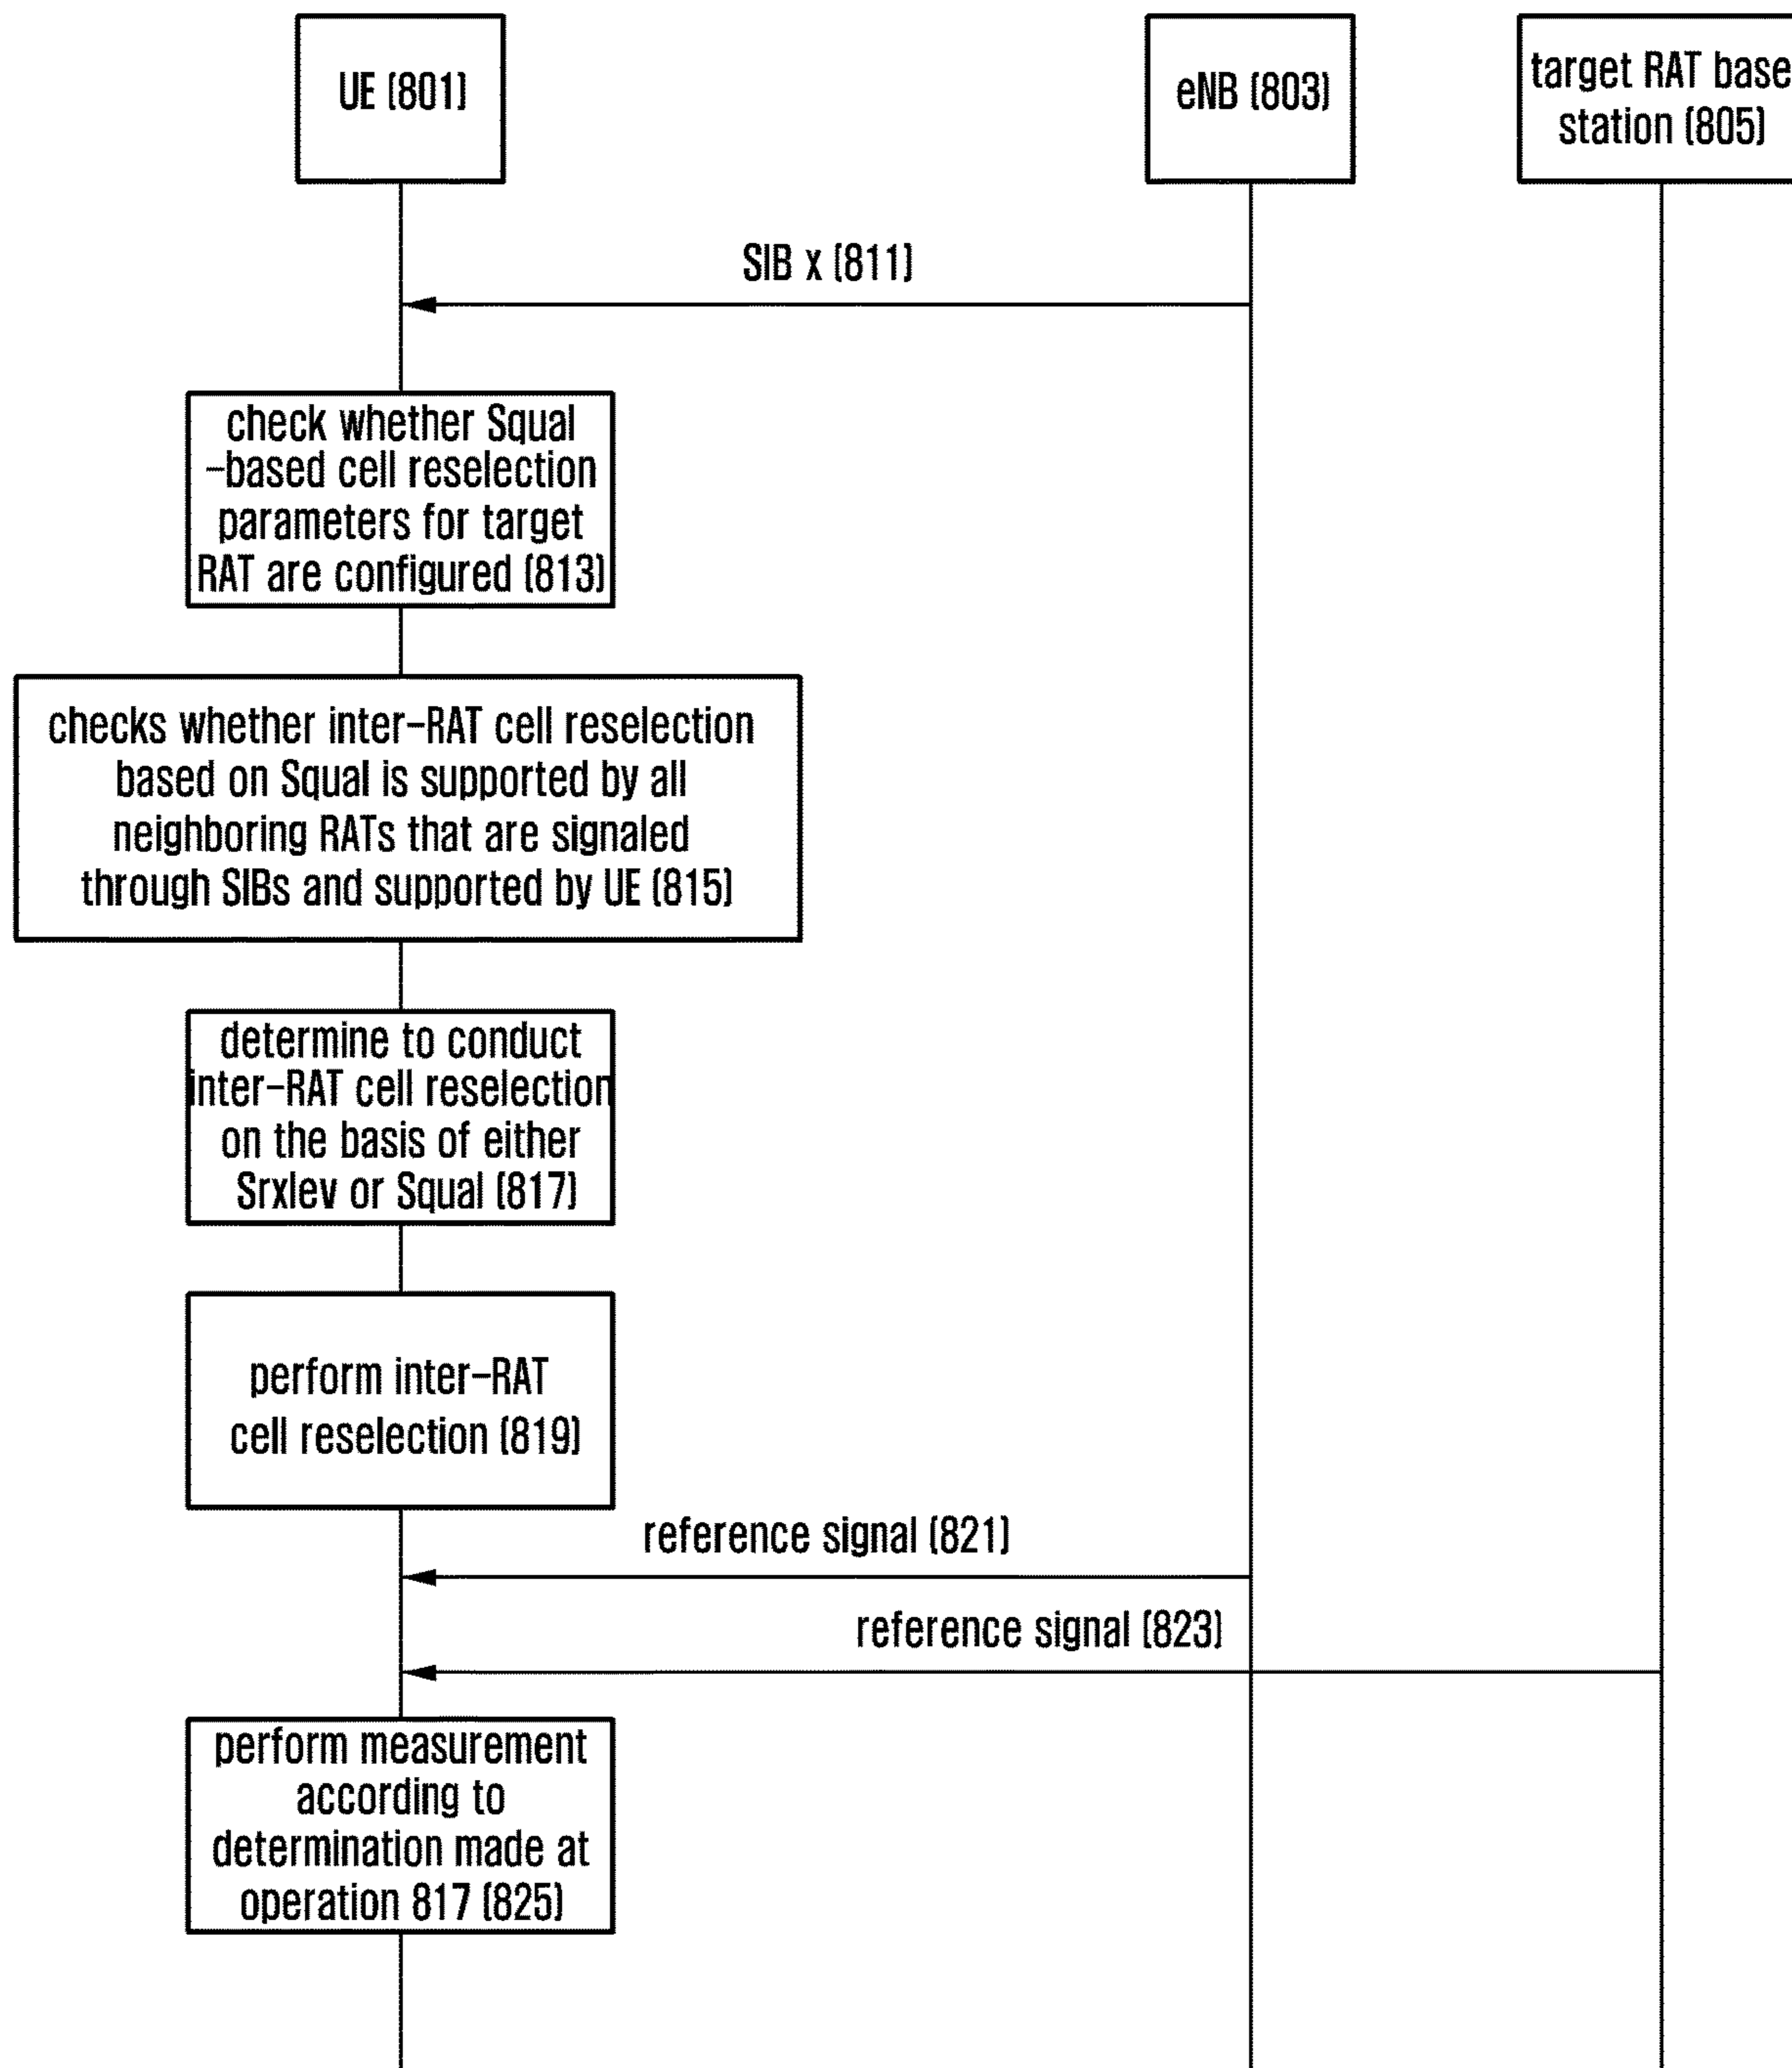 UE (801)
eNB (803)
target RAT base
station (805)
SIB x (811)
check whether Squal
-based cell reselection
parameters for target
RAT are configured (813)
checks whether inter-RAT cell reselection
based on Squal is supported by all
neighboring RATs that are signaled
through SIBs and supported by UE (815)
determine to conduct
inter-RAT cell reselection
on the basis of either
Srxlev or Squal (817)
perform inter-RAT
cell reselection (819)
reference signal (821)
reference signal (823)
perform measurement
according to
determination made at
operation 817 (825)